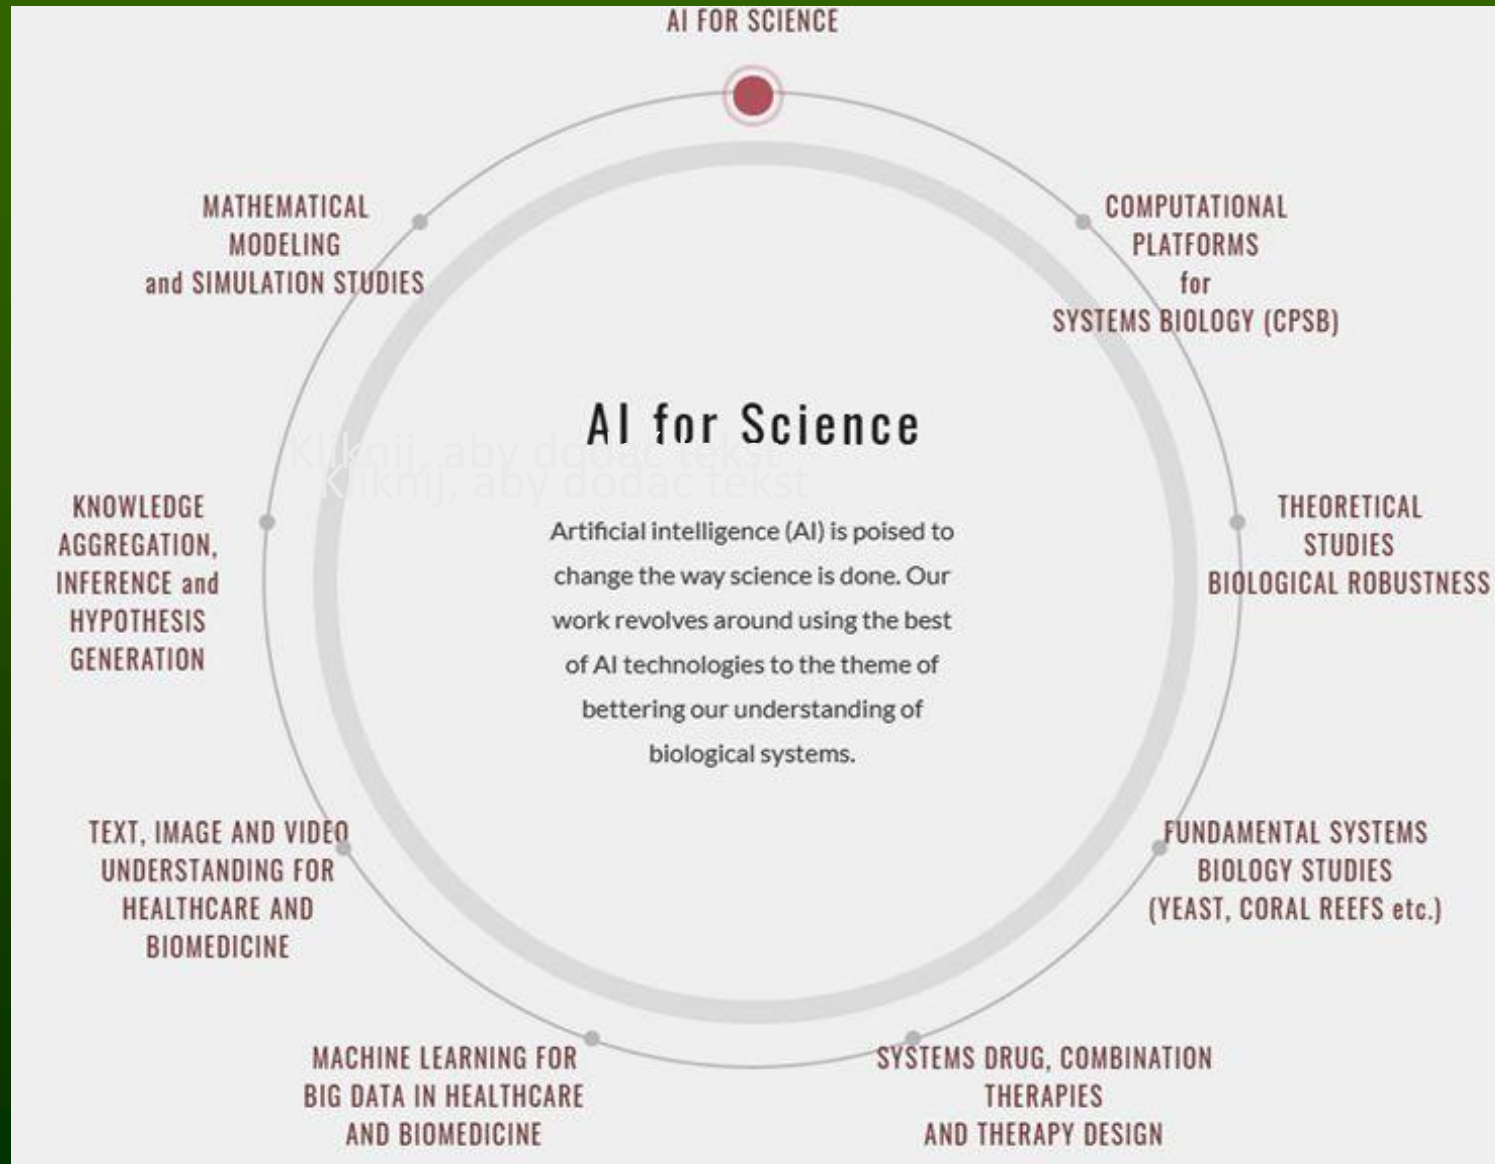 AI FOR SCIENCE
MATHEMATICAL
MODELING
and SIMULATION STUDIES
COMPUTATIONAL
PLATFORMS
for
SYSTEMS BIOLOGY (CPSB)
AI for Science
Kliknij, aby dodać tekst
Kliknij, aby dodać tekst
Artificial intelligence (AI) is poised to
change the way science is done. Our
work revolves around using the best
of AI technologies to the theme of
bettering our understanding of
biological systems.
KNOWLEDGE
AGGREGATION,
INFERENCE and
HYPOTHESIS
GENERATION
THEORETICAL
STUDIES
BIOLOGICAL ROBUSTNESS
TEXT, IMAGE AND VIDEO
UNDERSTANDING FOR
HEALTHCARE AND
BIOMEDICINE
FUNDAMENTAL SYSTEMS
BIOLOGY STUDIES
(YEAST, CORAL REEFS etc.)
MACHINE LEARNING FOR
BIG DATA IN HEALTHCARE
AND BIOMEDICINE
SYSTEMS DRUG, COMBINATION
THERAPIES
AND THERAPY DESIGN